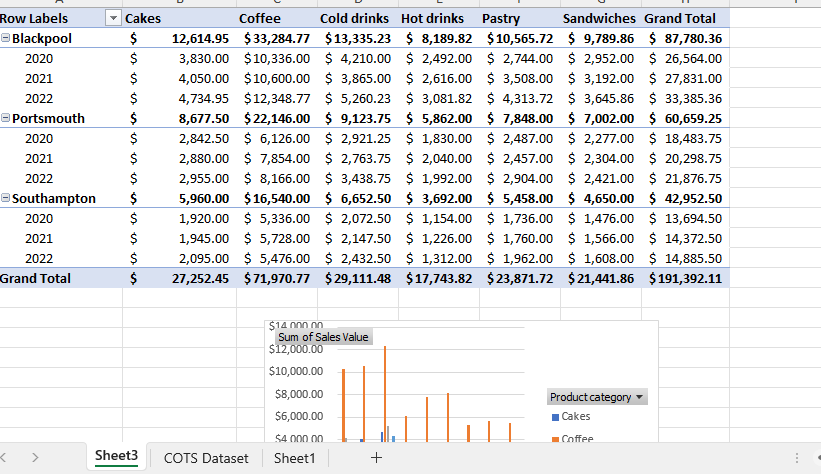 Row Labels Cakes Coffee Cold drinks Hot drinks Pastry Sandwiches Grand Total
Blackpool $ 12,614.95 $33,284.77 $13,335.23 $ 8,189.82 $10,565.72 $ 9,789.86 $ 87,780.36
2020 $ 3,830.00 $10,336.00 $ 4,210.00 $ 2,492.00 $ 2,744.00 $ 2,952.00 $ 26,564.00
2021 $ 4,050.00 $10,600.00 $ 3,865.00 $ 2,616.00 $ 3,508.00 $ 3,192.00 $ 27,831.00
2022 $ 4,734.95 $12,348.77 $ 5,260.23 $ 3,081.82 $ 4,313.72 $ 3,645.86 $ 33,385.36
Portsmouth $ 8,677.50 $22,146.00 $ 9,123.75 $ 5,862.00 $ 7,848.00 $ 7,002.00 $ 60,659.25
2020 $ 2,842.50 $ 6,126.00 $ 2,921.25 $ 1,830.00 $ 2,487.00 $ 2,277.00 $ 18,483.75
2021 $ 2,880.00 $ 7,854.00 $ 2,763.75 $ 2,040.00 $ 2,457.00 $ 2,304.00 $ 20,298.75
2022 $ 2,955.00 $ 8,166.00 $ 3,438.75 $ 1,992.00 $ 2,904.00 $ 2,421.00 $ 21,876.75
Southampton $ 5,960.00 $16,540.00 $ 6,652.50 $ 3,692.00 $ 5,458.00 $ 4,650.00 $ 42,952.50
2020 $ 1,920.00 $ 5,336.00 $ 2,072.50 $ 1,154.00 $ 1,736.00 $ 1,476.00 $ 13,694.50
2021 $ 1,945.00 $ 5,728.00 $ 2,147.50 $ 1,226.00 $ 1,760.00 $ 1,566.00 $ 14,372.50
2022 $ 2,095.00 $ 5,476.00 $ 2,432.50 $ 1,312.00 $ 1,962.00 $ 1,608.00 $ 14,885.50
Grand Total $ 27,252.45 $71,970.77 $29,111.48 $17,743.82 $23,871.72 $21,441.86 $191,392.11
$14,000.00
Sum of Sales Value
$12,000.00
$10,000.00
$8,000.00 Product category
$6,000.00 Cakes
$4,000.00 Coffee
Sheet3 COTS Dataset Sheet1